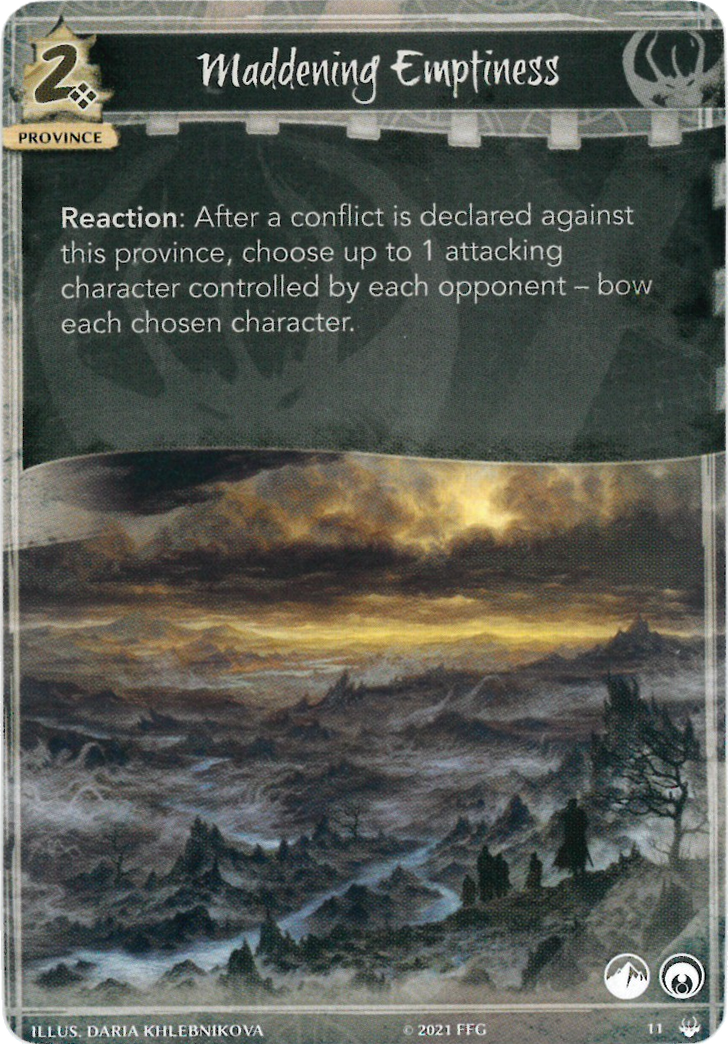 2
Maddening Emptiness
PROVINCE
Reaction: After a conflict is declared against
this province, choose up to 1 attacking
character controlled by each opponent – bow
each chosen character.
ILLUS. DARIA KHLEBNIKOVA
© 2021 FFG
11